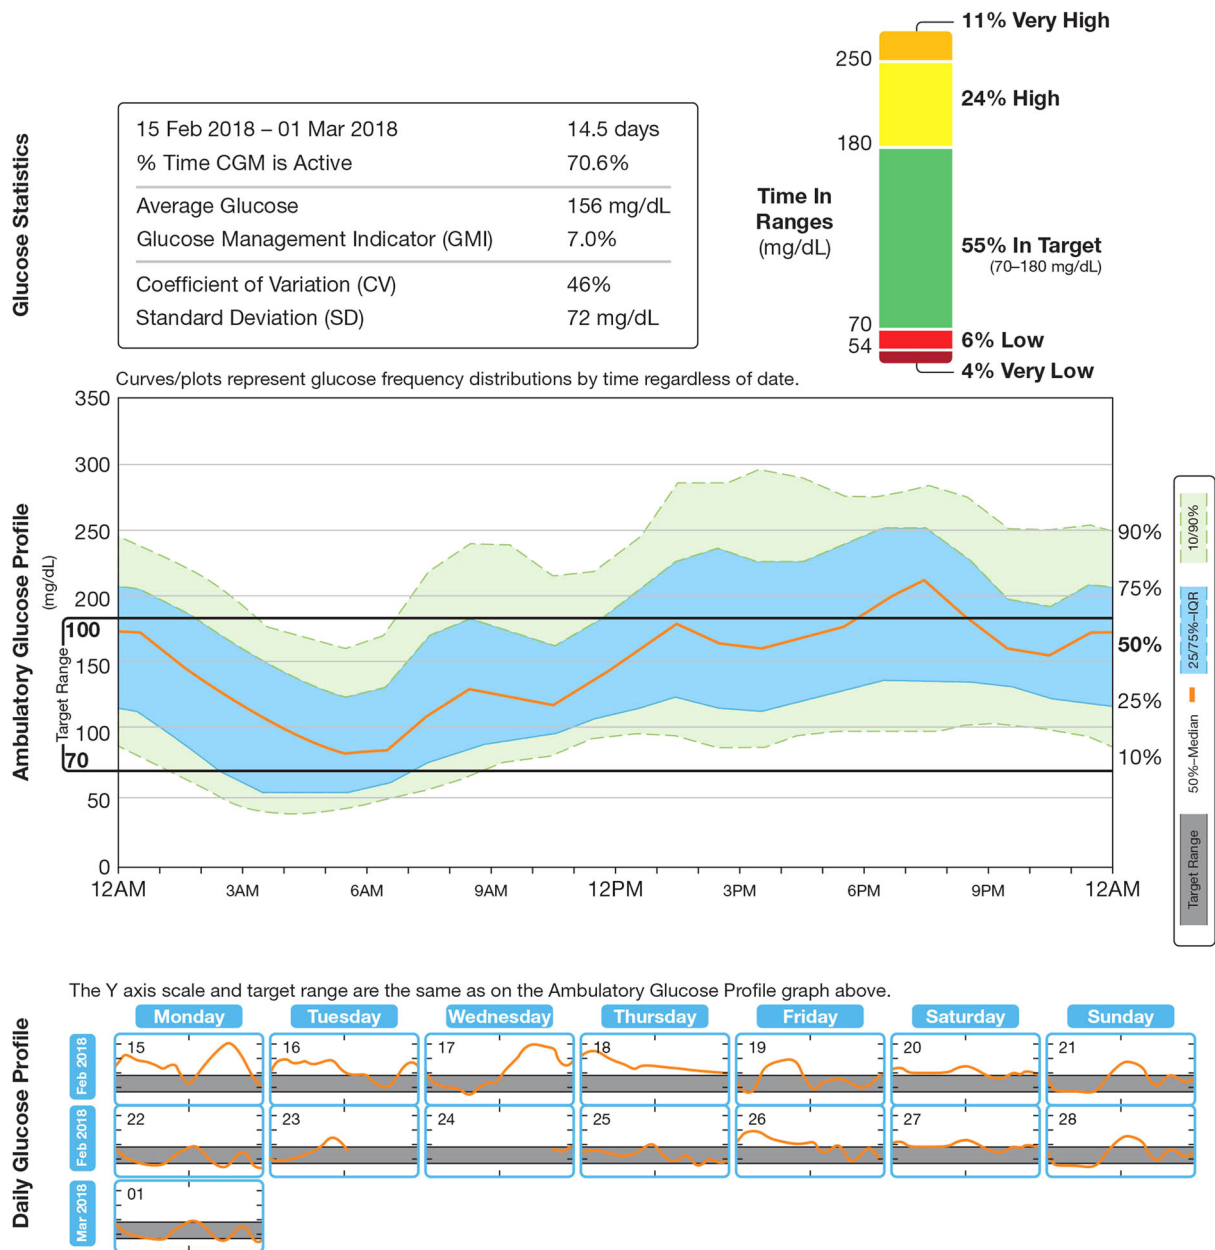 Glucose Statistics
15 Feb 2018 – 01 Mar 2018 14.5 days
% Time CGM is Active 70.6%
Average Glucose 156 mg/dL
Glucose Management Indicator (GMI) 7.0%
Coefficient of Variation (CV) 46%
Standard Deviation (SD) 72 mg/dL
Time In
Ranges
(mg/dL)
250
180
70
54
11% Very High
24% High
55% In Target
(70–180 mg/dL)
6% Low
4% Very Low
Curves/plots represent glucose frequency distributions by time regardless of date.
Ambulatory Glucose Profile
(mg/dL)
350
300
250
200
100
150
Target Range
100
70
50
0
12AM 3AM 6AM 9AM 12PM 3PM 6PM 9PM 12AM
90%
75%
50%
25%
10%
10/90%
25/75%–IQR
50%–Median
Target Range
The Y axis scale and target range are the same as on the Ambulatory Glucose Profile graph above.
Daily Glucose Profile
Monday Tuesday Wednesday Thursday Friday Saturday Sunday
Feb 2018
15 16 17 18 19 20 21
Feb 2018
22 23 24 25 26 27 28
Mar 2018
01